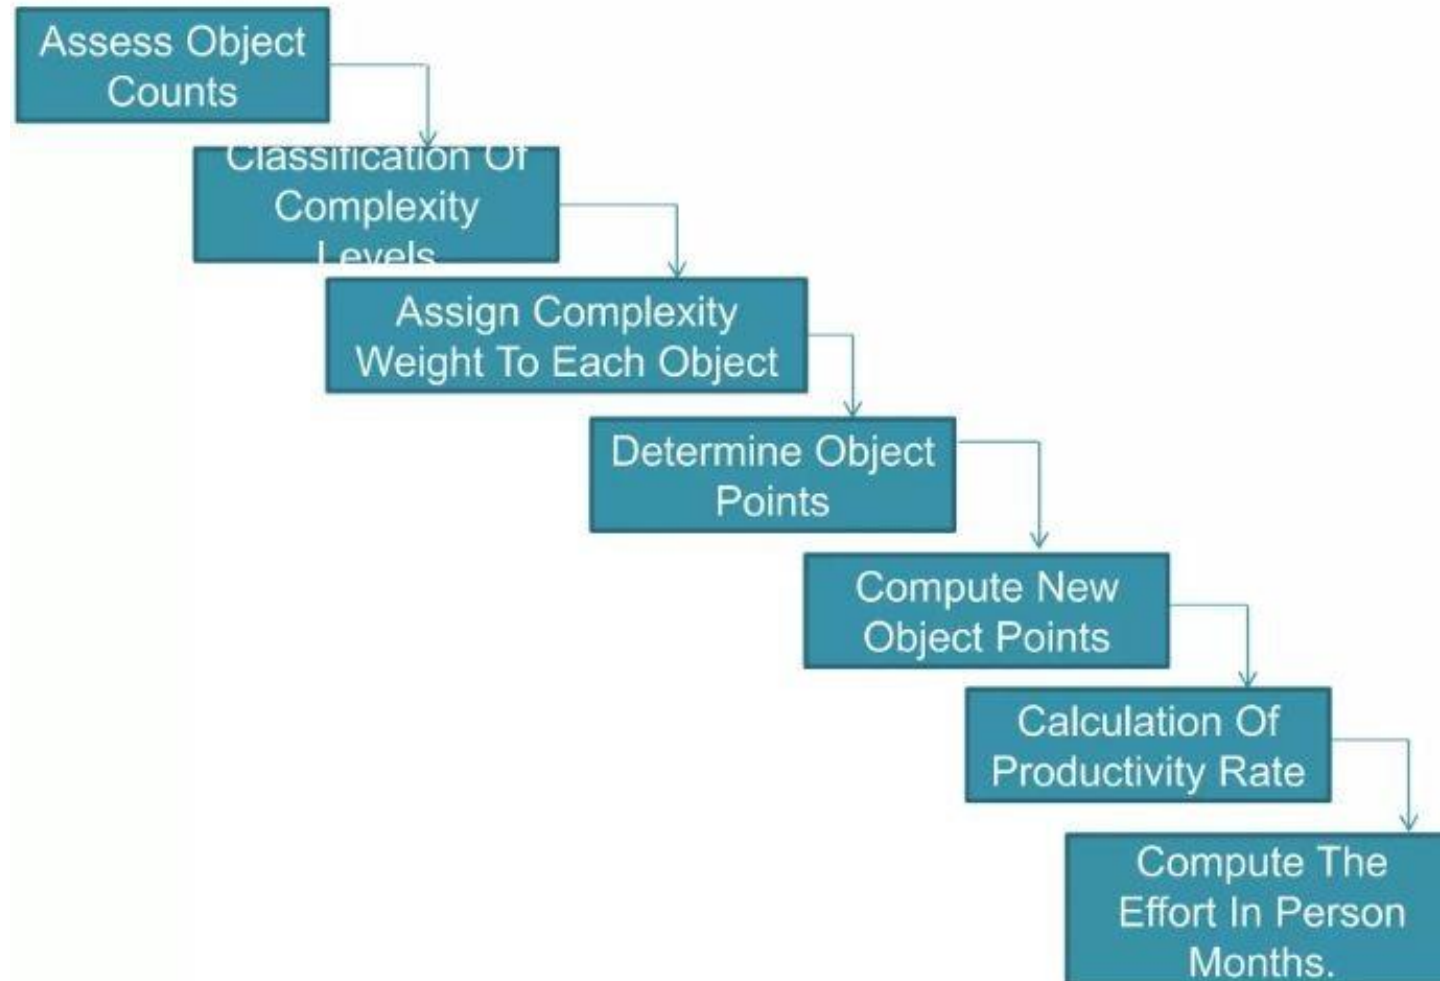 Assess Object
Counts
Classification Of
Complexity
Levels
Assign Complexity
Weight To Each Object
Determine Object
Points
Compute New
Object Points
Calculation Of
Productivity Rate
Compute The
Effort In Person
Months.